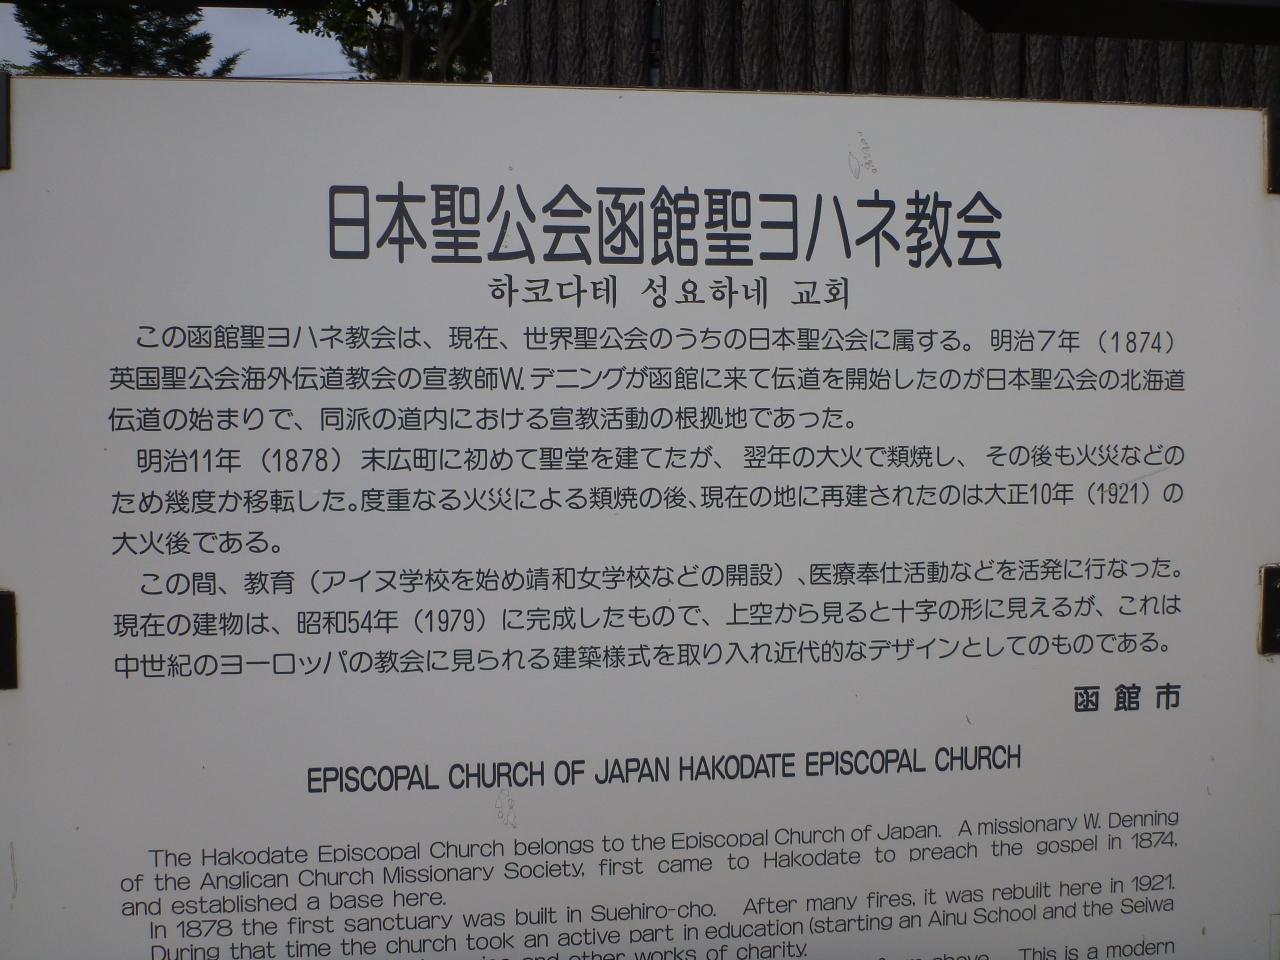 日本聖公会函館聖ヨハネ教会
하코다테 성요하네 교회
この函館聖ヨハネ教会は、現在、世界聖公会のうちの日本聖公会に属する。明治7年（1874）
英国聖公会海外伝道教会の宣教師W.デニングが函館に来て伝道を開始したのが日本聖公会の北海道
伝道の始まりで、同派の道内における宣教活動の根拠地であった。
明治11年（1878）末広町に初めて聖堂を建てたが、翌年の大火で類焼し、その後も火災などの
ため幾度か移転した。度重なる火災による類焼の後、現在の地に再建されたのは大正10年（1921）の
大火後である。
この間、教育（アイヌ学校を始め靖和女学校などの開設）、医療奉仕活動などを活発に行なった。
現在の建物は、昭和54年（1979）に完成したもので、上空から見ると十字の形に見えるが、これは
中世紀のヨーロッパの教会に見られる建築様式を取り入れ近代的なデザインとしてのものである。
函館市
EPISCOPAL CHURCH OF JAPAN HAKODATE EPISCOPAL CHURCH
The Hakodate Episcopal Church belongs to the Episcopal Church of Japan. A missionary W. Denning
of the Anglican Church Missionary Society, first came to Hakodate to preach the gospel in 1874,
and established a base here.
In 1878 the first sanctuary was built in Suehiro-cho. After many fires, it was rebuilt here in 1921.
During that time the church took an active part in education (starting an Ainu School and the Seiwa
and other works of charity.
above. This is a modern